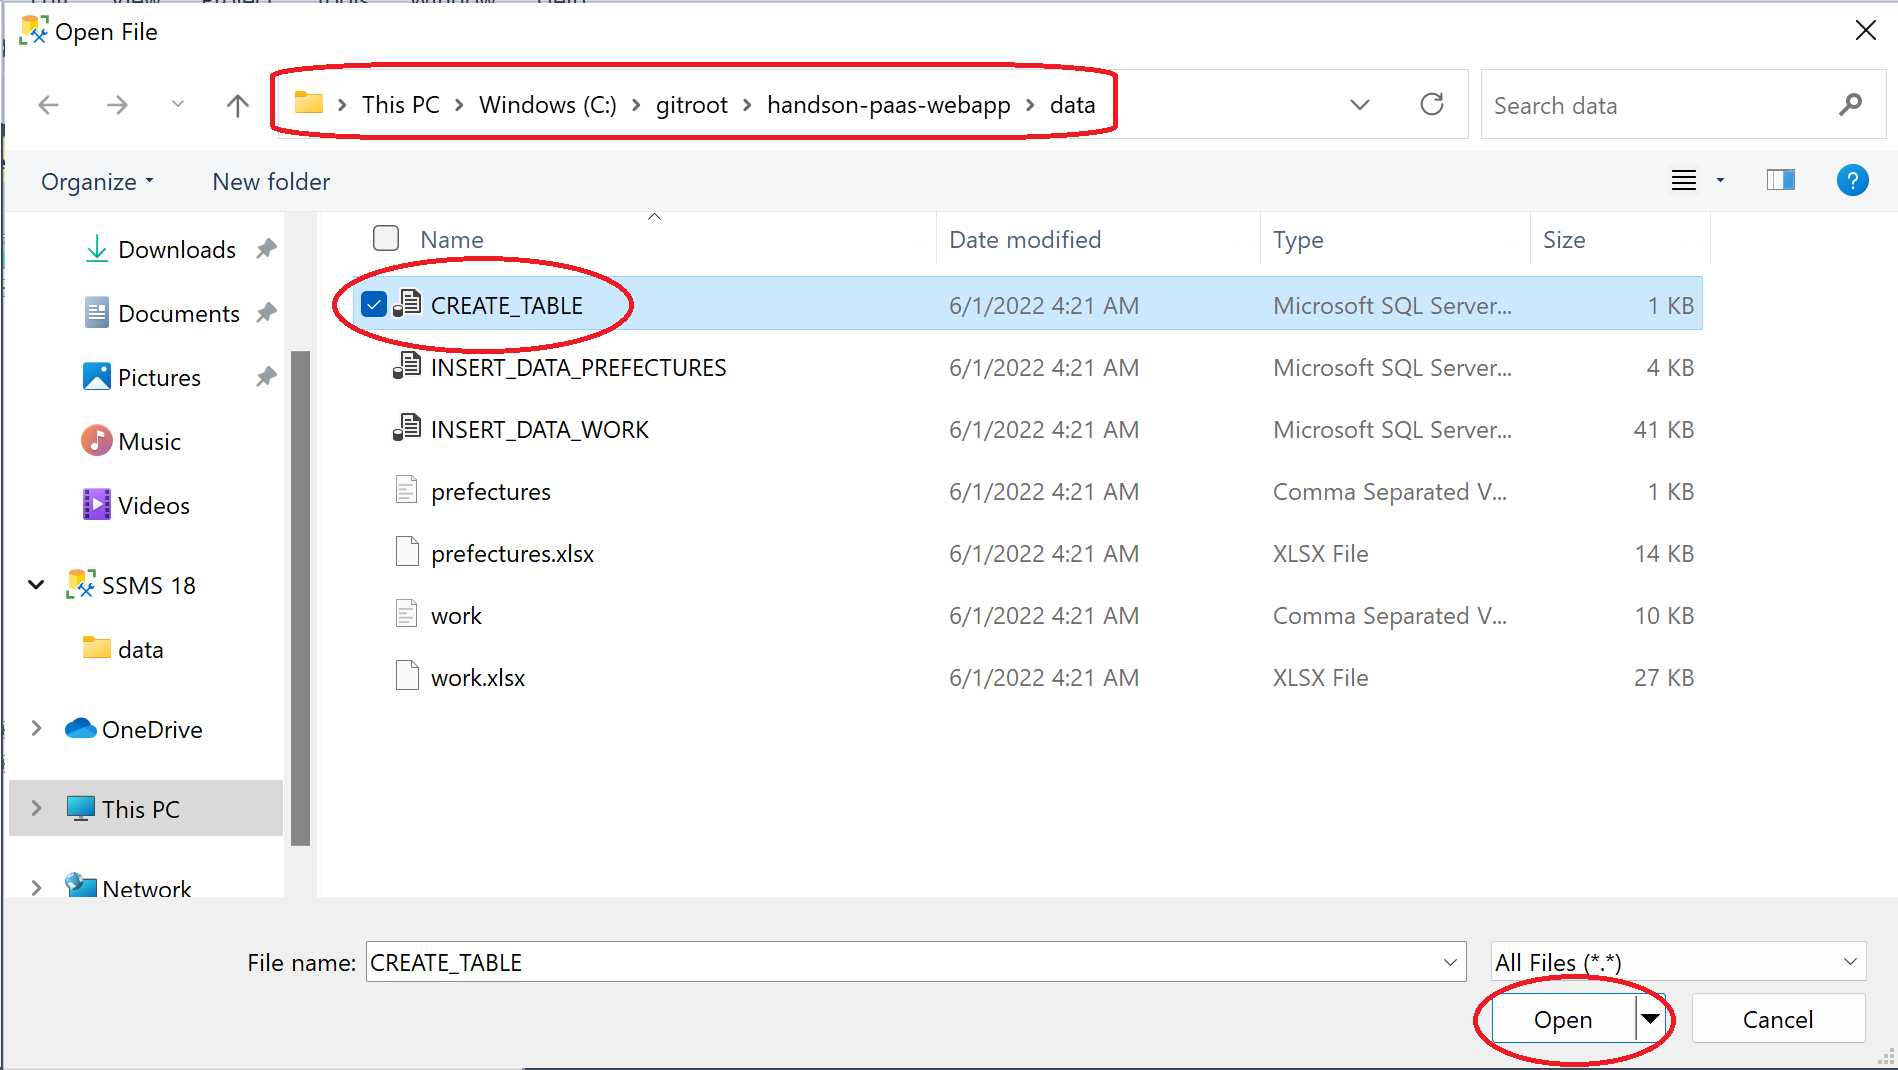 Open File
This PC > Windows (C:) > gitroot > handson-paas-webapp > data
Search data
Organize
New folder
?
Name Date modified Type Size
Downloads
Documents
Pictures
Music
Videos
SSMS 18
data
OneDrive
This PC
Network
CREATE_TABLE 6/1/2022 4:21 AM Microsoft SQL Server... 1 KB
INSERT_DATA_PREFECTURES 6/1/2022 4:21 AM Microsoft SQL Server... 4 KB
INSERT_DATA_WORK 6/1/2022 4:21 AM Microsoft SQL Server... 41 KB
prefectures 6/1/2022 4:21 AM Comma Separated V... 1 KB
prefectures.xlsx 6/1/2022 4:21 AM XLSX File 14 KB
work 6/1/2022 4:21 AM Comma Separated V... 10 KB
work.xlsx 6/1/2022 4:21 AM XLSX File 27 KB
File name: CREATE_TABLE All Files (*.*)
Open Cancel